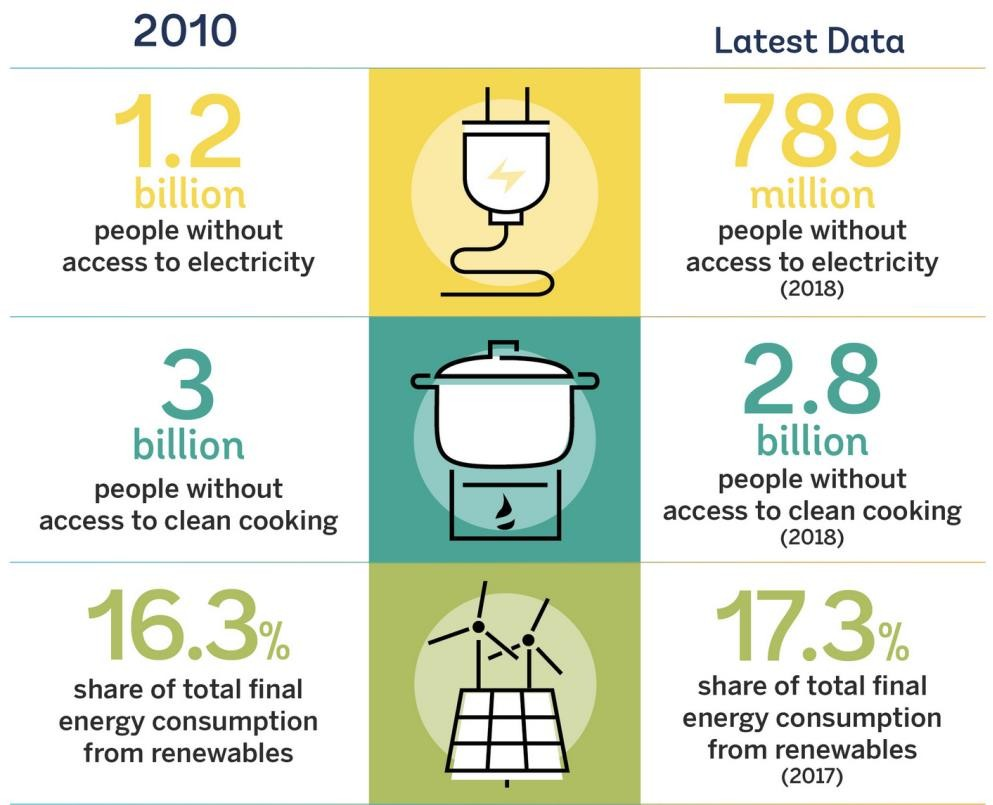 2010
Latest Data
1.2
billion
people without
access to electricity
789
million
people without
access to electricity
(2018)
3
billion
people without
access to clean cooking
2.8
billion
people without
access to clean cooking
(2018)
16.3%
share of total final
energy consumption
from renewables
17.3%
share of total final
energy consumption
from renewables
(2017)